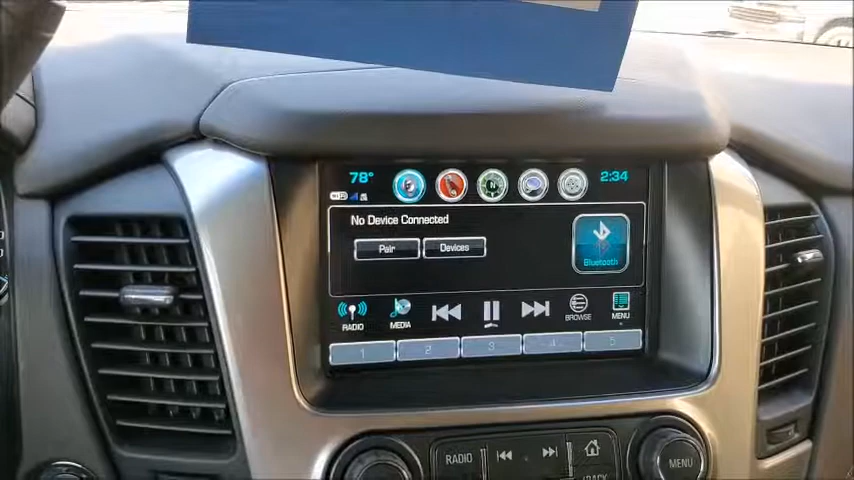 78° 2:34
No Device Connected
Pair Devices
Bluetooth
RADIO MEDIA BROWSE MENU
1 2 3 4 5
RADIO MENU
BACK